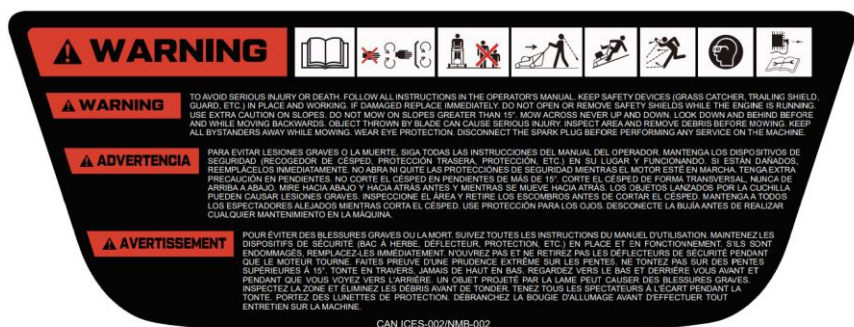 WARNING
WARNING
TO AVOID SERIOUS INJURY OR DEATH. FOLLOW ALL INSTRUCTIONS IN THE OPERATOR'S MANUAL. KEEP SAFETY DEVICES (GRASS CATCHER, TRAILING SHIELD,
GUARD, ETC.) IN PLACE AND WORKING. IF DAMAGED REPLACE IMMEDIATELY. DO NOT OPEN OR REMOVE SAFETY SHIELDS WHILE THE ENGINE IS RUNNING.
USE EXTRA CAUTION ON SLOPES. DO NOT MOW ON SLOPES GREATER THAN 15°. MOW ACROSS NEVER UP AND DOWN. LOOK DOWN AND BEHIND BEFORE
AND WHILE MOVING BACKWARDS. OBJECT THROWN BY BLADE CAN CAUSE SERIOUS INJURY. INSPECT AREA AND REMOVE DEBRIS BEFORE MOWING. KEEP
ALL BYSTANDERS AWAY WHILE MOWING. WEAR EYE PROTECTION. DISCONNECT THE SPARK PLUG BEFORE PERFORMING ANY SERVICE ON THE MACHINE.
ADVERTENCIA
PARA EVITAR LESIONES GRAVES O LA MUERTE, SIGA TODAS LAS INSTRUCCIONES DEL MANUAL DEL OPERADOR. MANTENGA LOS DISPOSITIVOS DE
SEGURIDAD (RECOGEDOR DE CÉSPED, PROTECCIÓN TRASERA, PROTECCIÓN, ETC.) EN SU LUGAR Y FUNCIONANDO. SI ESTÁN DAÑADOS,
REEMPLÁCELOS INMEDIATAMENTE. NO ABRA NI QUITE LAS PROTECCIÓNES DE SEGURIDAD MIENTRAS EL MOTOR ESTÉ EN MARCHA. TENGA EXTRA
PRECAUCIÓN EN PENDIENTES. NO CORTE EL CÉSPED EN PENDIENTES DE MÁS DE 15°. CORTE EL CÉSPED DE FORMA TRANSVERSAL, NUNCA DE
ARRIBA A ABAJO. MIRE HACIA ABAJO Y HACIA ATRÁS ANTES Y MIENTRAS SE MUEVE HACIA ATRÁS. LOS OBJETOS LANZADOS POR LA CUCHILLA
PUEDEN CAUSAR LESIONES GRAVES. INSPECCIONE EL ÁREA Y RETIRE LOS ESCOMBROS ANTES DE CORTAR EL CÉSPED. MANTENGA A TODOS
LOS ESPECTADORES ALEJADOS MIENTRAS CORTA EL CÉSPED. USE PROTECCIÓN PARA LOS OJOS. DESCONECTE LA BUJÍA ANTES DE REALIZAR
CUALQUIER MANTENIMIENTO EN LA MÁQUINA.
AVERTISSEMENT
POUR ÉVITER DES BLESSURES GRAVES OU LA MORT. SUIVEZ TOUTES LES INSTRUCTIONS DU MANUEL D'UTILISATION. MAINTENEZ LES
DISPOSITIFS DE SÉCURITÉ (BAC À HERBE, DÉFLECTEUR, PROTECTION, ETC.) EN PLACE ET EN FONCTIONNEMENT. S'ILS SONT
ENDOMMAGÉS, REMPLACEZ-LES IMMÉDIATEMENT. N'OUVREZ PAS ET NE RETIREZ PAS LES DÉFLECTEURS DE SÉCURITÉ PENDANT
QUE LE MOTEUR TOURNE. FAITES PREUVE D'UNE PRUDENCE EXTRÊME SUR LES PENTES. NE TONTEZ PAS SUR DES PENTES
SUPÉRIEURES À 15°. TONTE EN TRAVERS, JAMAIS DE HAUT EN BAS. REGARDEZ VERS LE BAS ET DERRIÈRE VOUS AVANT ET
PENDANT QUE VOUS VOYEZ VERS L'ARRIÈRE. UN OBJET PROJETÉ PAR LA LAME PEUT CAUSER DES BLESSURES GRAVES.
INSPECTEZ LA ZONE ET ÉLIMINEZ LES DÉBRIS AVANT DE TONDER. TENEZ TOUS LES SPECTATEURS À L'ÉCART PENDANT LA
TONTE. PORTEZ DES LUNETTES DE PROTECTION. DÉBRANCHEZ LA BOUGIE D'ALLUMAGE AVANT D'EFFECTUER TOUT
ENTRETIEN SUR LA MACHINE.
CAN ICES-002/NMB-002